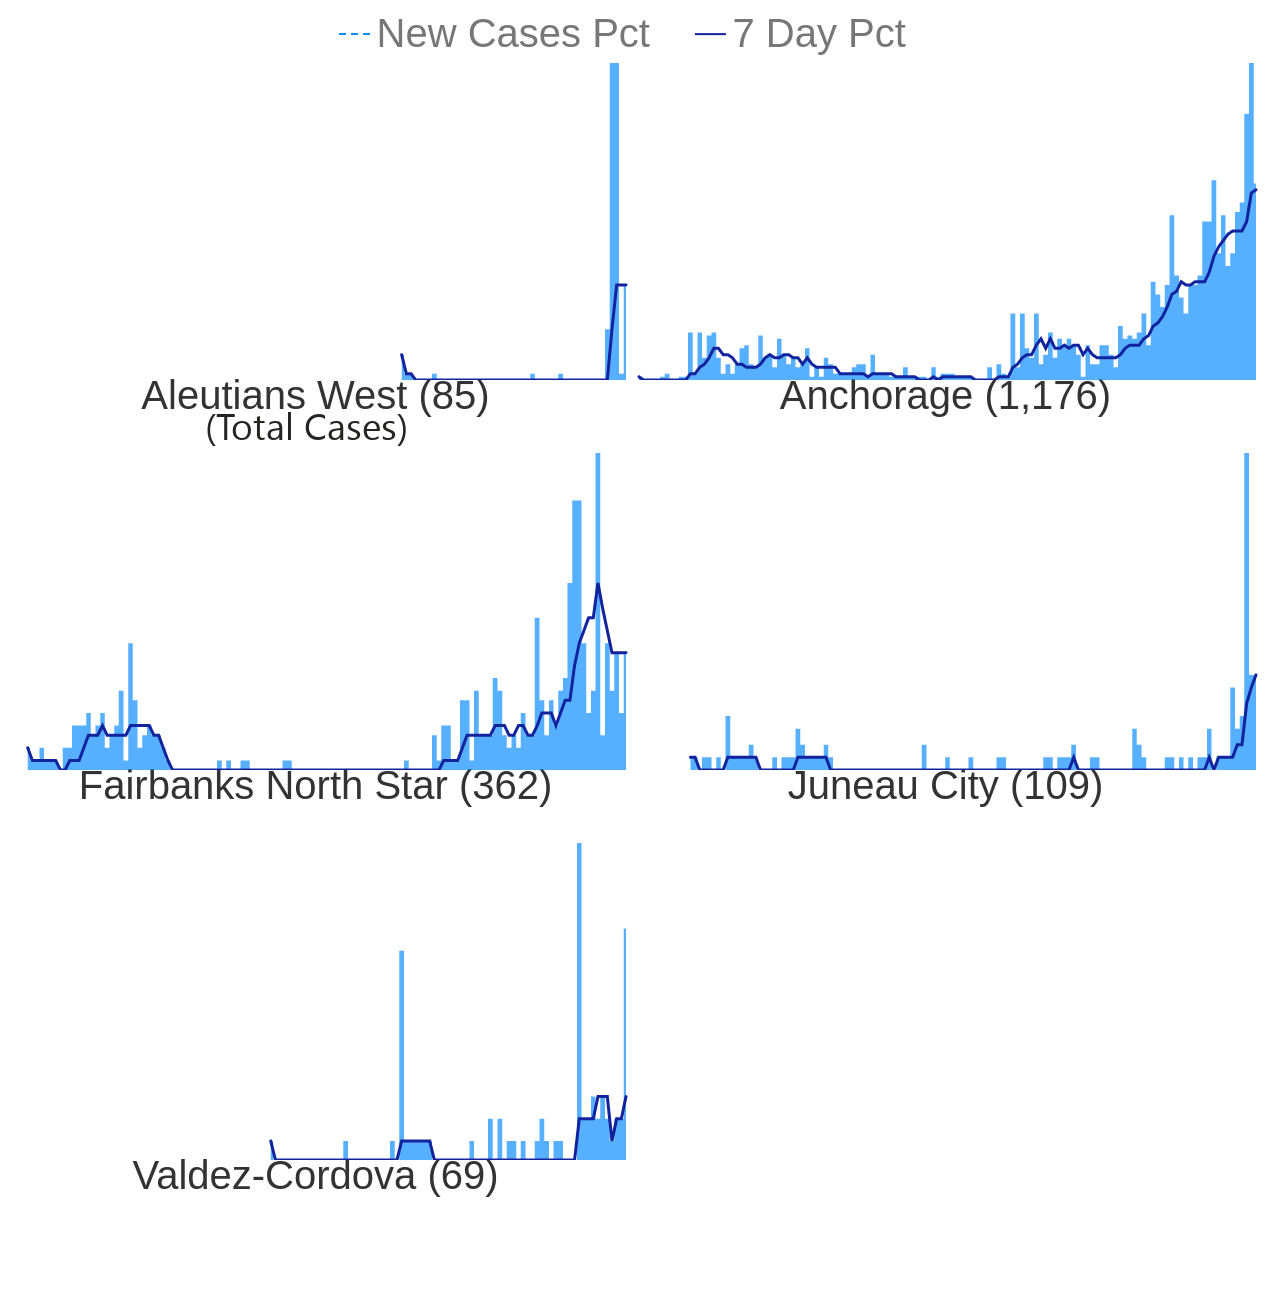 New Cases Pct 7 Day Pct
Aleutians West (85)
(Total Cases)
Anchorage (1,176)
Fairbanks North Star (362)
Juneau City (109)
Valdez-Cordova (69)